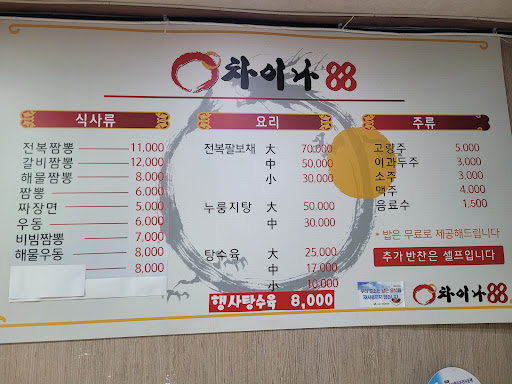 차이나 88
식사류
전복짬뽕 11,000
갈비짬뽕 12,000
해물짬뽕 8,000
짬뽕 6,000
짜장면 5,000
우동 6,000
비빔짬뽕 7,000
해물우동 8,000
8,000
요리
전복팔보채 大 70,000
中 50,000
小 30,000
누룽지탕 大 50,000
中 30,000
탕수육 大 25,000
中 17,000
小 10,000
행사탕수육 8,000
주류
고량주 5,000
이과두주 3,000
소주 3,000
맥주 4,000
음료수 1,500
* 밥은 무료로 제공해드립니다
추가 반찬은 셀프입니다
차이나 88